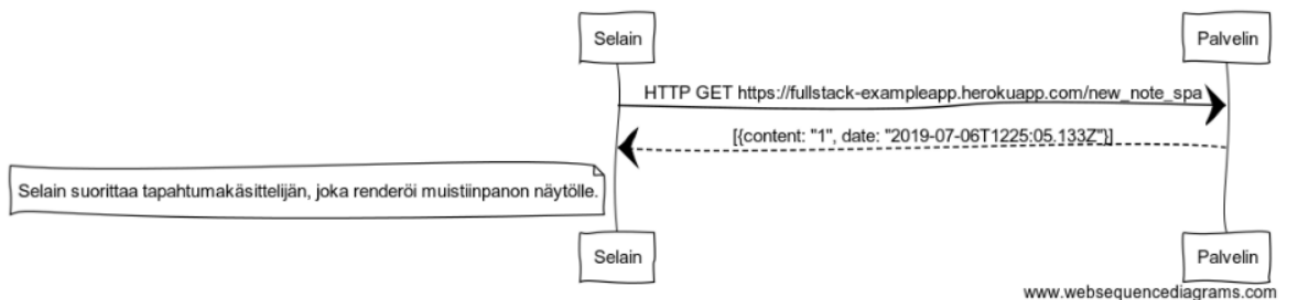 Selain Palvelin
HTTP GET https://fullstack-exampleapp.herokuapp.com/new_note_spa
[{content: "1", date: "2019-07-06T1225:05.133Z"}]
Selain suorittaa tapahtumakäsittelijän, joka renderöi muistiinpanon näytölle.
Selain Palvelin
www.websequencediagrams.com